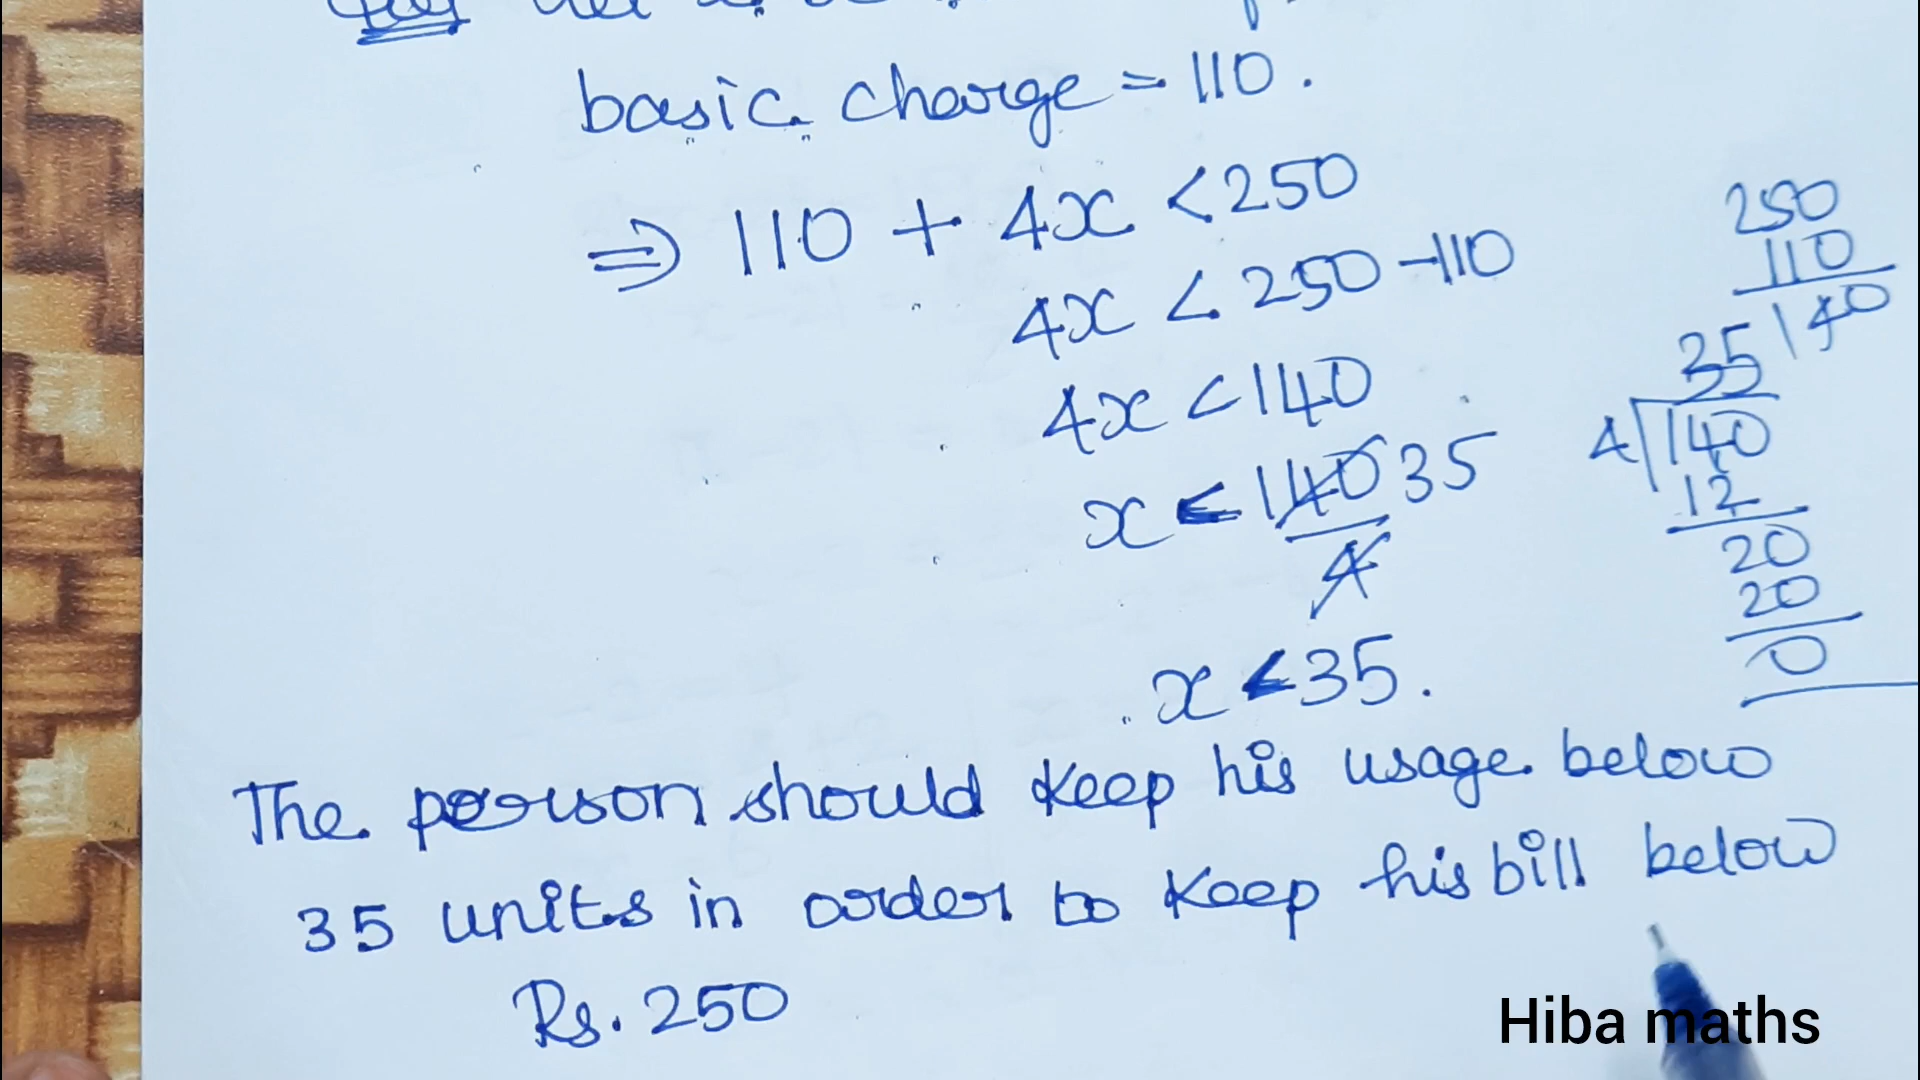 basic charge = 110.
⇒ 110 + 4x < 250
4x < 250 - 110
4x < 140
x < 140/4 35
x < 35.
The person should keep his usage below
35 units in order to keep his bill below
Rs. 250
250
110
140
35
4 140
12
20
20
0
Hiba maths